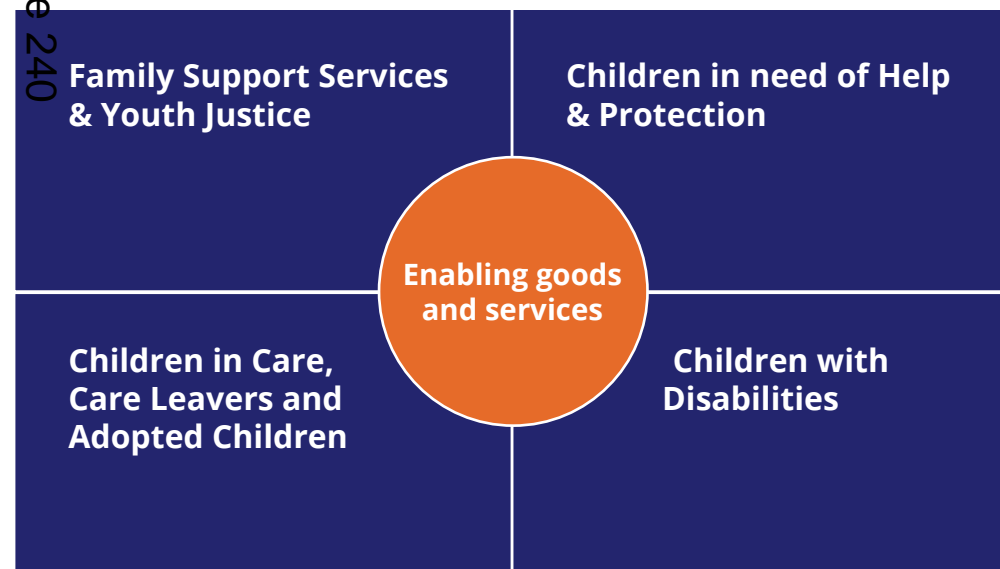 e 240
Family Support Services
& Youth Justice
Children in need of Help
& Protection
Enabling goods
and services
Children in Care,
Care Leavers and
Adopted Children
Children with
Disabilities